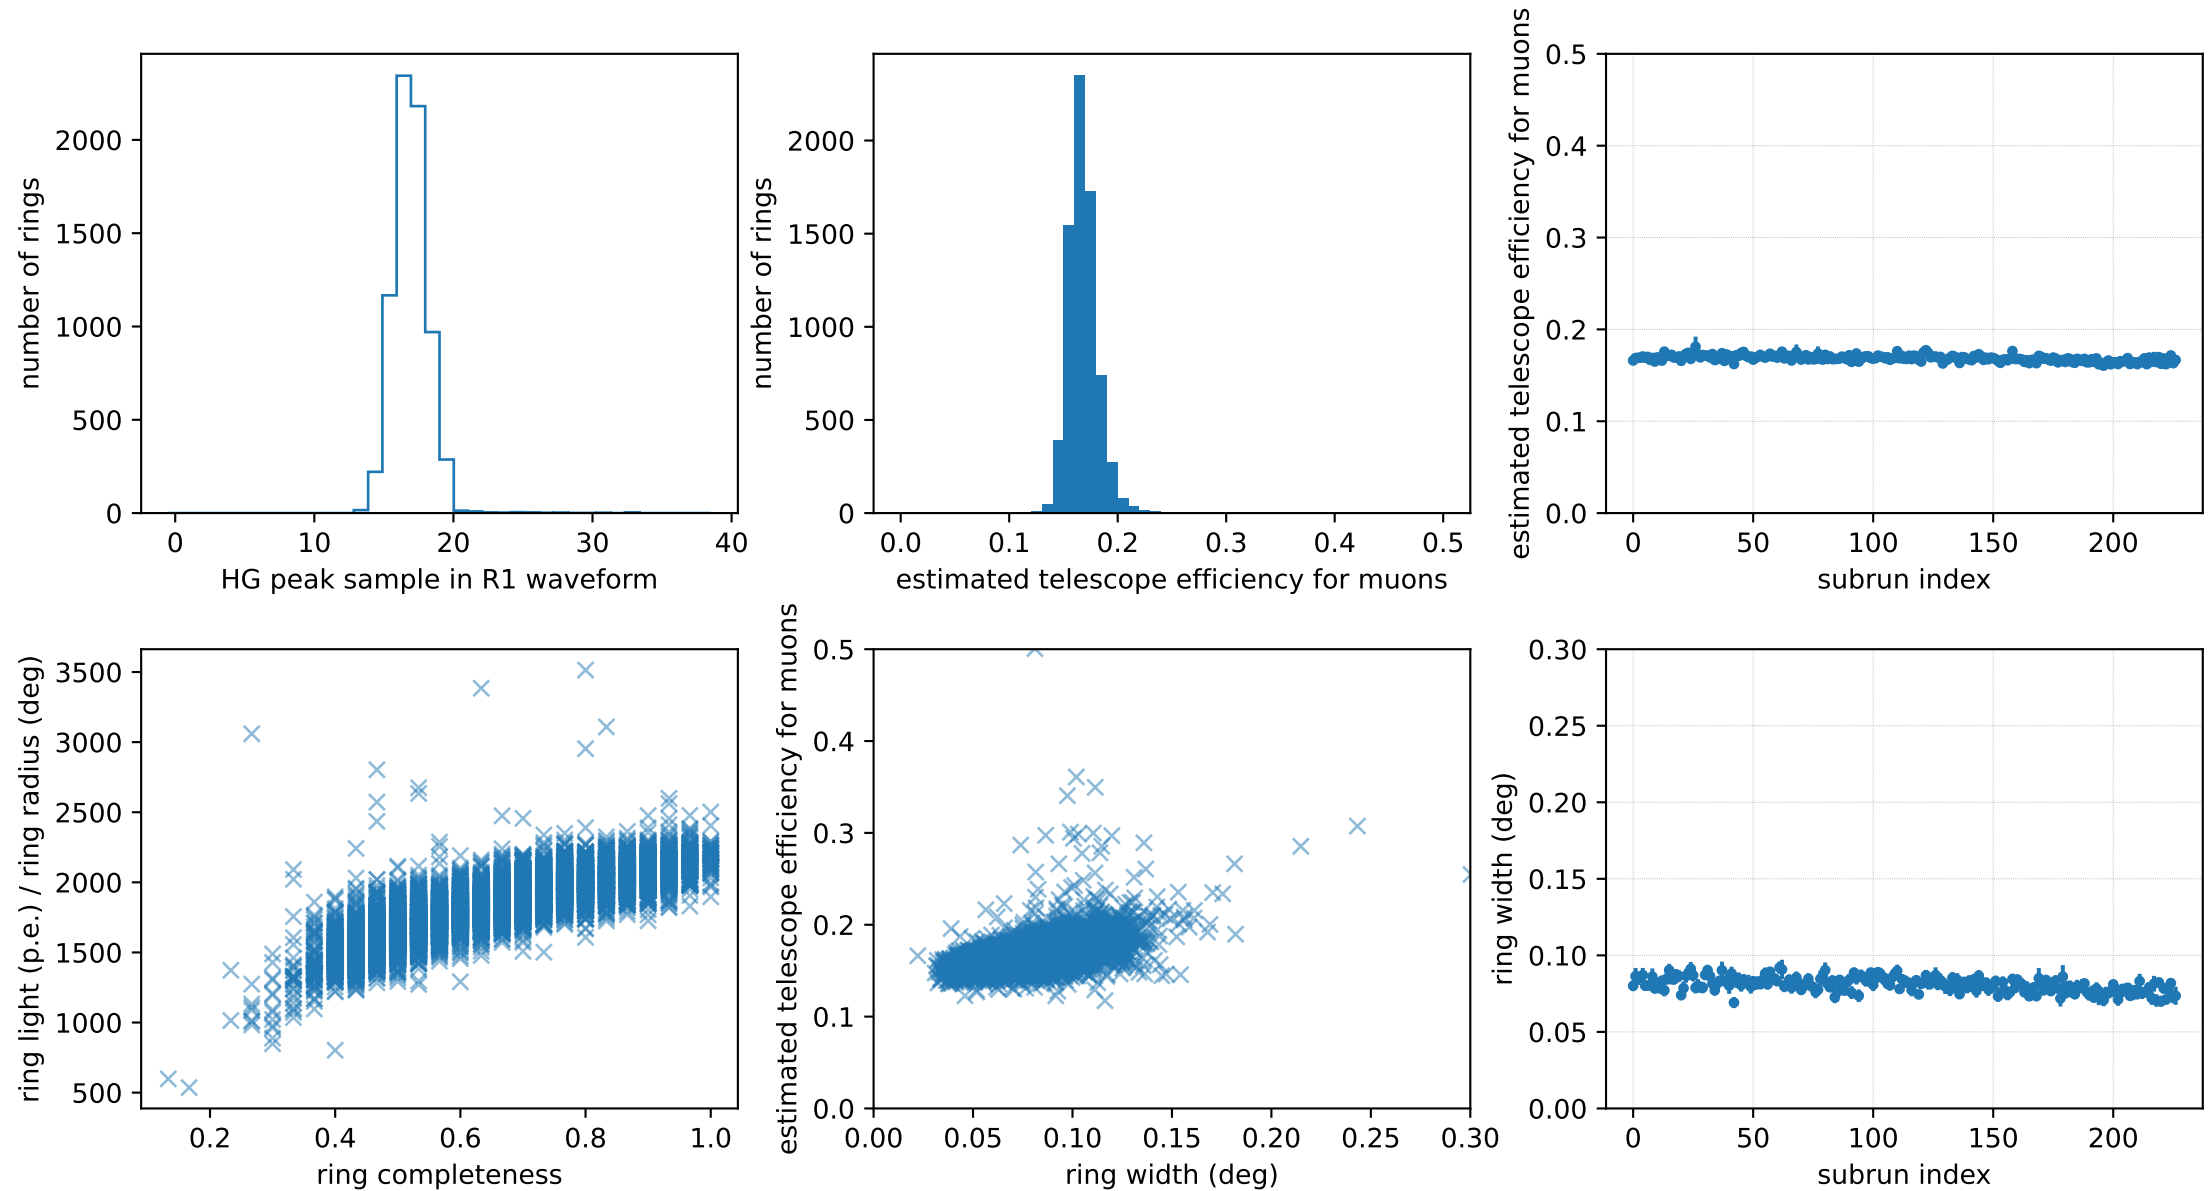 number of rings
2000
1500
1000
500
0
0 10 20 30 40
HG peak sample in R1 waveform
number of rings
2000
1500
1000
500
0
0.0 0.1 0.2 0.3 0.4 0.5
estimated telescope efficiency for muons
estimated telescope efficiency for muons
0.5
0.4
0.3
0.2
0.1
0.0
0 50 100 150 200
subrun index
ring light (p.e.) / ring radius (deg)
3500
3000
2500
2000
1500
1000
500
0.2 0.4 0.6 0.8 1.0
ring completeness
estimated telescope efficiency for muons
0.5
0.4
0.3
0.2
0.1
0.0
0.00 0.05 0.10 0.15 0.20 0.25 0.30
ring width (deg)
ring width (deg)
0.30
0.25
0.20
0.15
0.10
0.05
0.00
0 50 100 150 200
subrun index